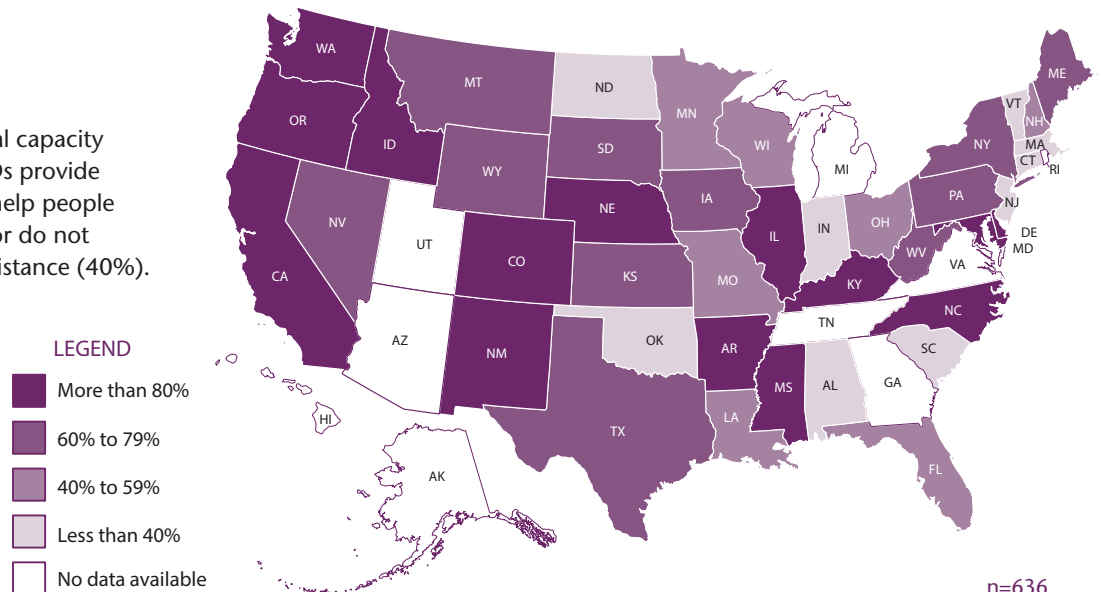 al capacity
Ds provide
help people
or do not
istance (40%).
LEGEND
More than 80%
60% to 79%
40% to 59%
Less than 40%
No data available
WA
OR
CA
ID
NV
MT
WY
UT
AZ
CO
NM
ND
SD
NE
KS
OK
TX
MN
IA
MO
AR
LA
WI
IL
MS
MI
IN
KY
TN
AL
OH
WV
VA
NC
SC
GA
FL
PA
NY
ME
VT
NH
MA
CT
RI
NJ
DE
MD
HI
AK
n=636